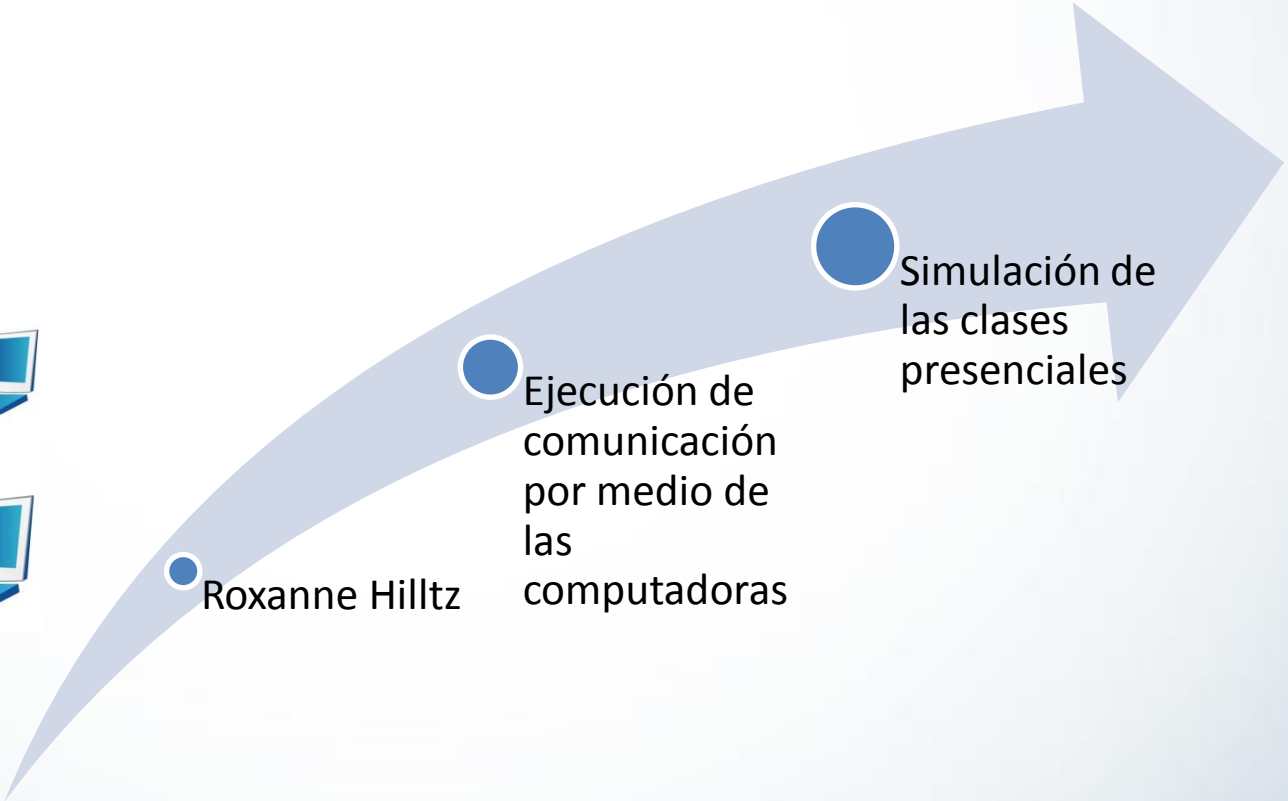 Roxanne Hilltz
Ejecución de
comunicación
por medio de
las
computadoras
Simulación de
las clases
presenciales